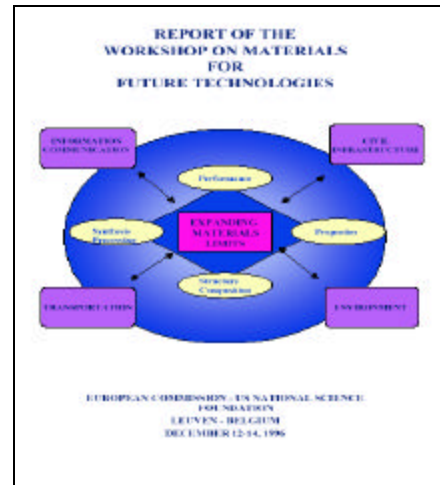 REPORT OF THE
WORKSHOP ON MATERIALS
FOR
FUTURE TECHNOLOGIES
INFORMATION
COMMUNICATION
CIVIL
INFRASTRUCTURE
Performance
Synthesis
Processing
EXPANDING
MATERIALS
LIMITS
Properties
Structure
Composition
TRANSPORTATION
ENVIRONMENT
EUROPEAN COMMISSION - US NATIONAL SCIENCE
FOUNDATION
LEUVEN - BELGIUM
DECEMBER 12-14, 1996